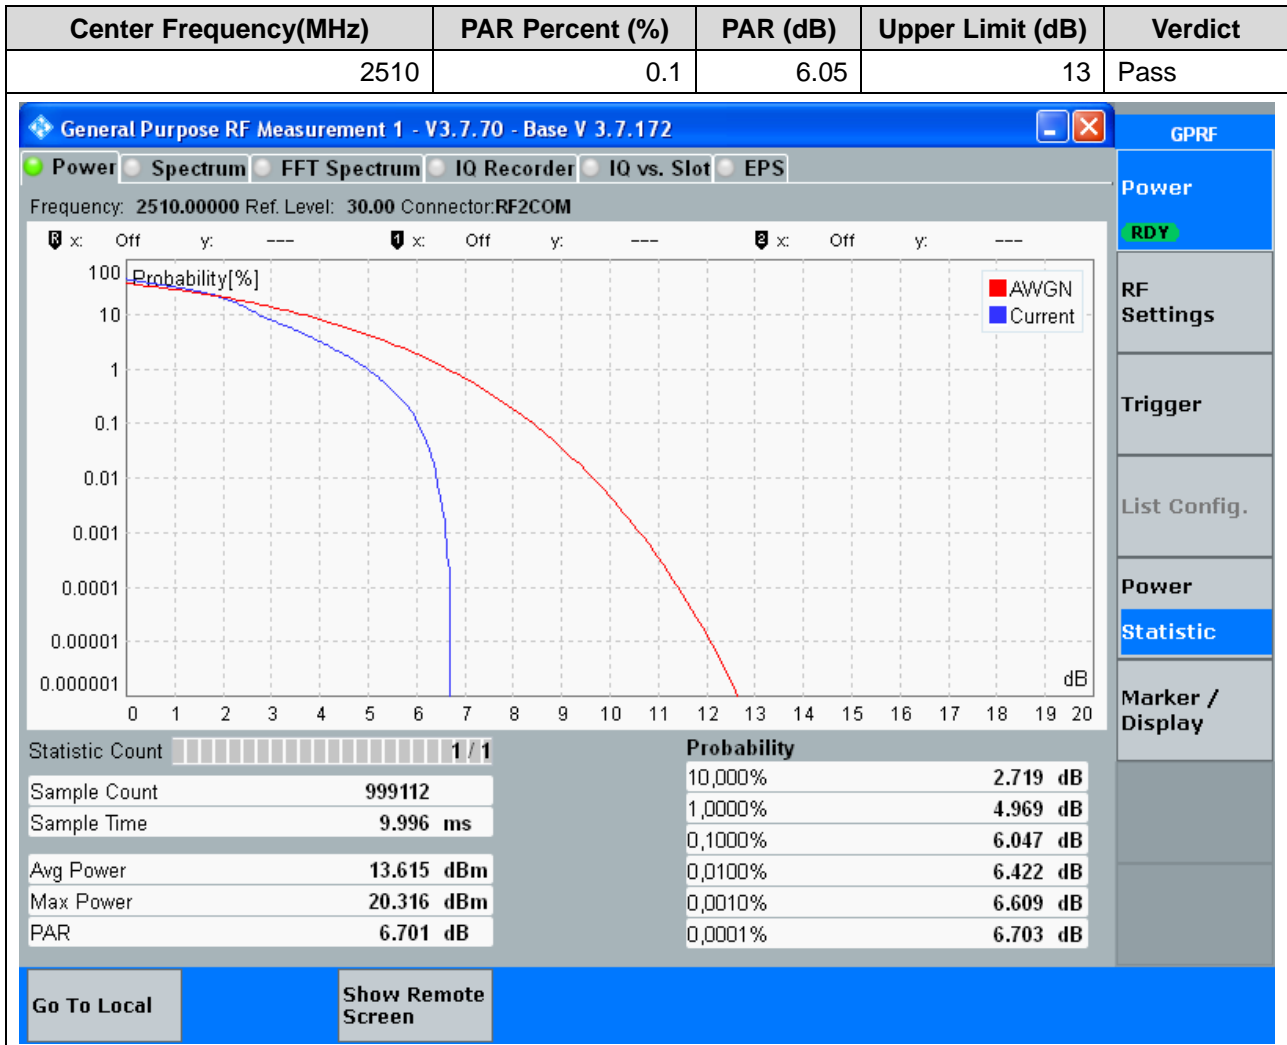 Center Frequency(MHz) PAR Percent (%) PAR (dB) Upper Limit (dB) Verdict
2510 0.1 6.05 13 Pass
General Purpose RF Measurement 1 - V3.7.70 - Base V 3.7.172
GPRF
Power Spectrum FFT Spectrum IQ Recorder IQ vs. Slot EPS
Power
RDY
Frequency: 2510.00000 Ref. Level: 30.00 Connector:RF2COM
R x: Off y: --- 1 x: Off y: --- 2 x: Off y: ---
Probability[%]
AWGN
Current
100
10
1
0.1
0.01
0.001
0.0001
0.00001
0.000001
dB
0 1 2 3 4 5 6 7 8 9 10 11 12 13 14 15 16 17 18 19 20
RF
Settings
Trigger
List Config.
Power
Statistic
Marker /
Display
Statistic Count 1 / 1
Sample Count 999112
Sample Time 9.996 ms
Avg Power 13.615 dBm
Max Power 20.316 dBm
PAR 6.701 dB
Probability
10,000% 2.719 dB
1,0000% 4.969 dB
0,1000% 6.047 dB
0,0100% 6.422 dB
0,0010% 6.609 dB
0,0001% 6.703 dB
Go To Local
Show Remote
Screen